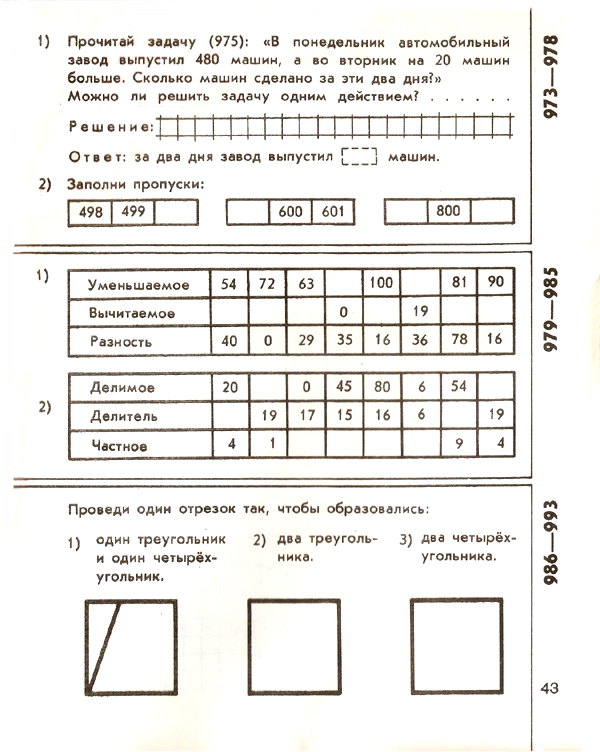 1) Прочитай задачу (975): «В понедельник автомобильный
завод выпустил 480 машин, а во вторник на 20 машин
больше. Сколько машин сделано за эти два дня?»
Можно ли решить задачу одним действием? . . . . . .
Решение:
Ответ: за два дня завод выпустил машин.
2) Заполни пропуски:
498 499 600 601 800
973—978
1)
Уменьшаемое 54 72 63 100 81 90
Вычитаемое 0 19
Разность 40 0 29 35 16 36 78 16
979—985
2)
Делимое 20 0 45 80 6 54
Делитель 19 17 15 16 6 19
Частное 4 1 9 4
Проведи один отрезок так, чтобы образовались:
1) один треугольник
и один четырёх-
угольник.
2) два треуголь-
ника.
3) два четырёх-
угольника.
986—993
43